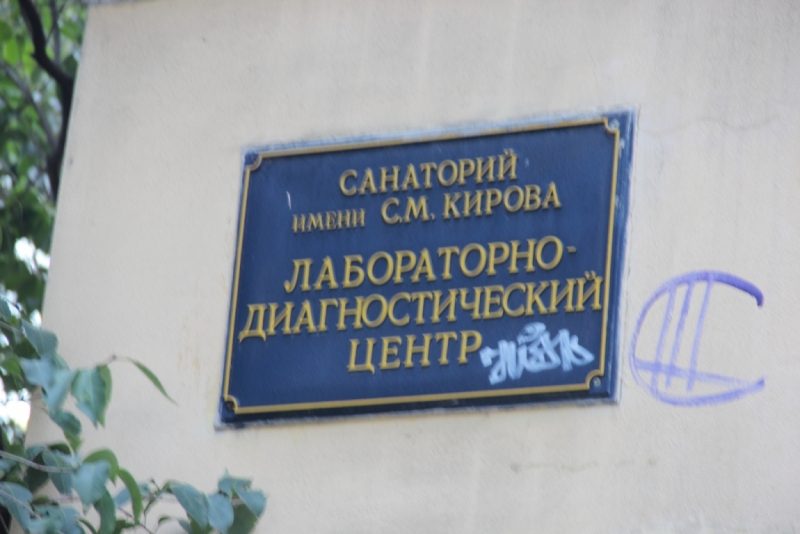 САНАТОРИЙ
ИМЕНИ С.М. КИРОВА
ЛАБОРАТОРНО-
ДИАГНОСТИЧЕСКИЙ
ЦЕНТР